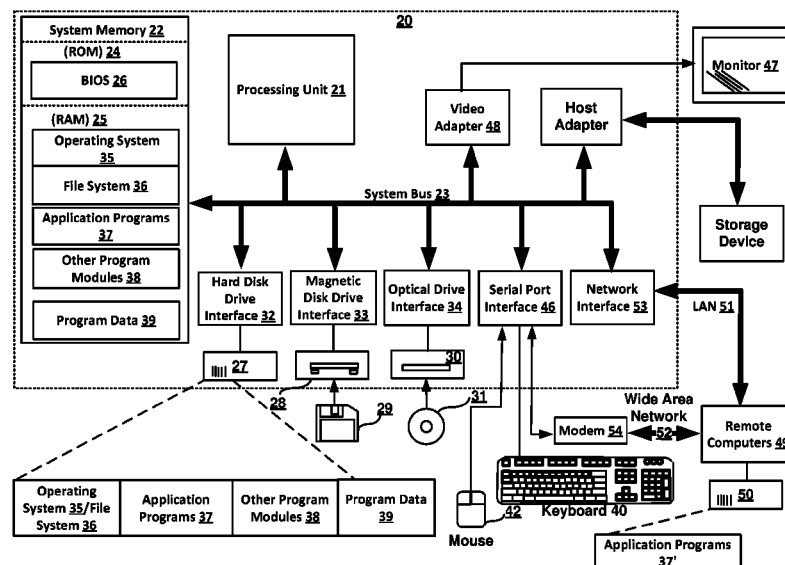 20
System Memory 22
(ROM) 24
BIOS 26
(RAM) 25
Operating System
35
File System 36
Application Programs
37
Other Program
Modules 38
Program Data 39
Processing Unit 21
Video
Adapter 48
Host
Adapter
Monitor 47
System Bus 23
Storage
Device
Hard Disk
Drive
Interface 32
Magnetic
Disk Drive
Interface 33
Optical Drive
Interface 34
Serial Port
Interface 46
Network
Interface 53
LAN 51
27
28
29
30
31
Wide Area
Network
52
Modem 54
Remote
Computers 49
50
Operating
System 35/File
System 36
Application
Programs 37
Other Program
Modules 38
Program Data
39
42
Mouse
Keyboard 40
Application Programs
37'